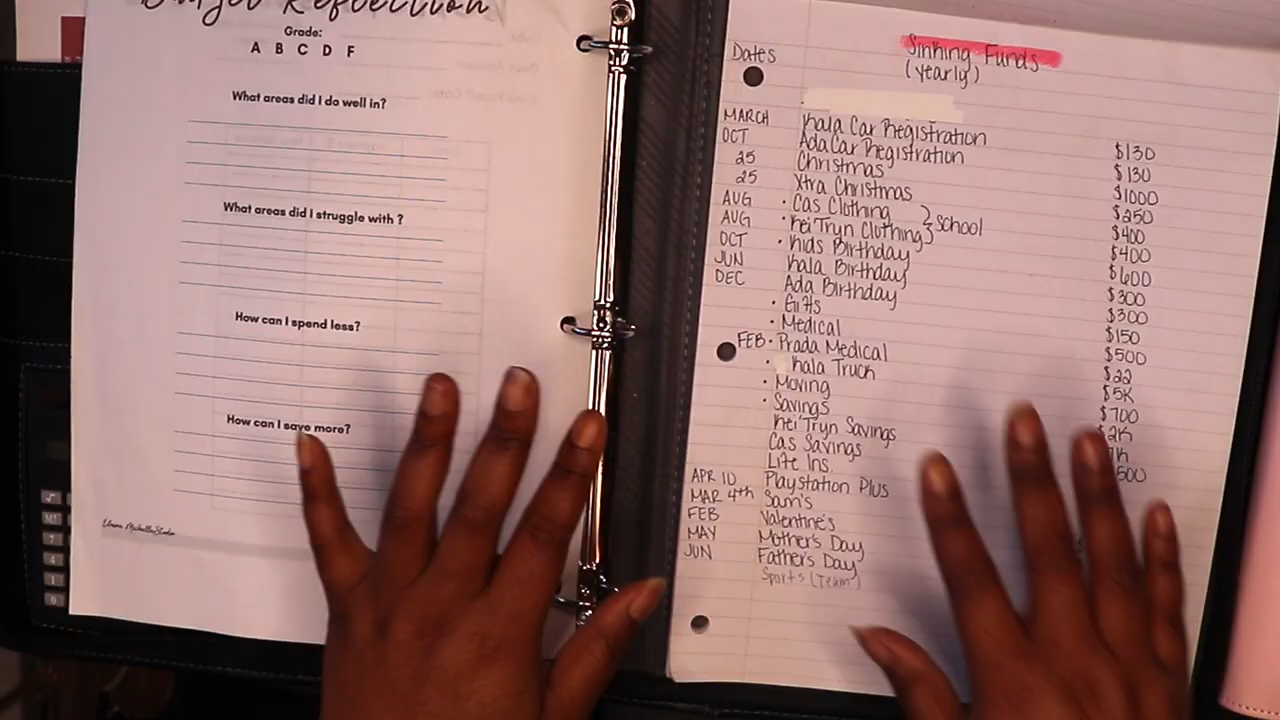 Budget Reflection
Grade:
A B C D F
What areas did I do well in?
What areas did I struggle with ?
How can I spend less?
How can I save more?
Sinking Funds
Dates
(yearly)
MARCH Kala Car Registration $130
OCT Ada Car Registration $130
25 Christmas $1000
25 Xtra Christmas $250
AUG · Cas Clothing } School $400
AUG · Kei'Tryn Clothing $400
OCT · Kids Birthday $600
JUN Kala Birthday $300
DEC Ada Birthday $300
· Gifts $150
· Medical $500
FEB · Prada Medical $22
· Kala Truck $5K
· Moving $700
· Savings $2K
Kei'Tryn Savings
Cas Savings 500
Life Ins.
APR 10 Playstation Plus
MAR 4th Sam's
FEB Valentine's
MAY Mother's Day
JUN Father's Day
Sports (Team)